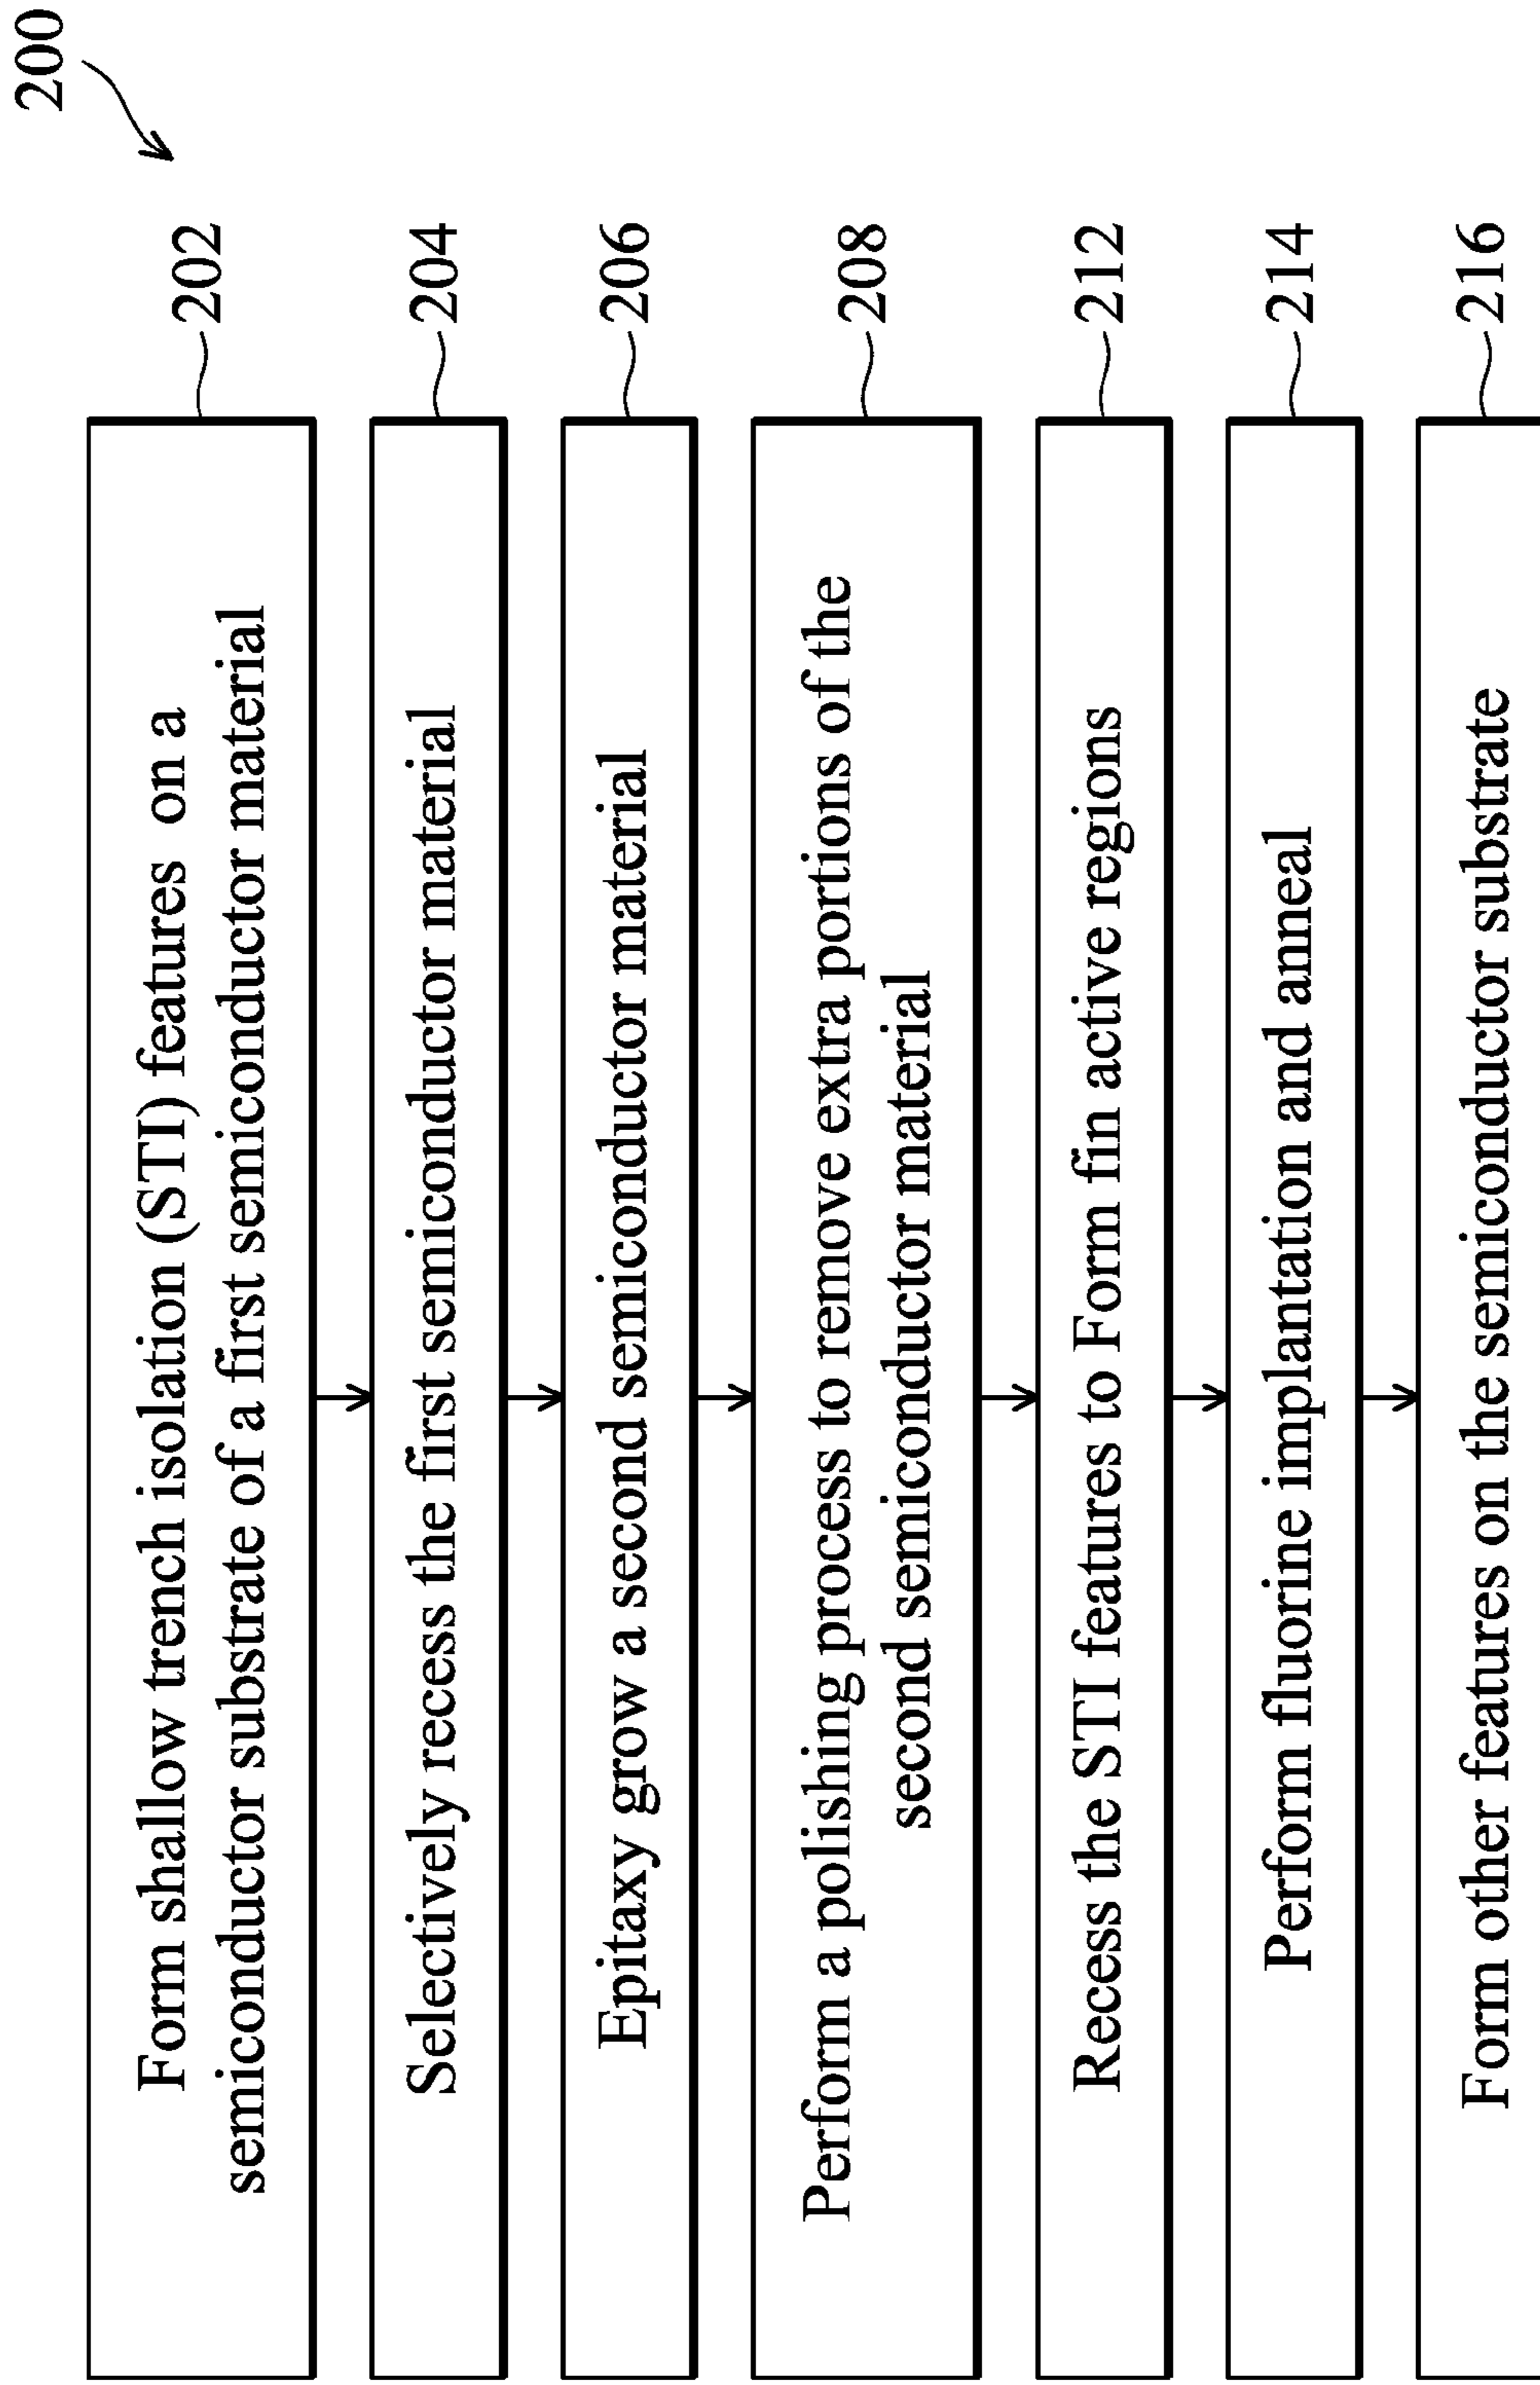 200
Form shallow trench isolation (STI) features on a
semiconductor substrate of a first semiconductor material
202
Selectively recess the first semiconductor material
204
Epitaxy grow a second semiconductor material
206
Perform a polishing process to remove extra portions of the
second semiconductor material
208
Recess the STI features to Form fin active regions
212
Perform fluorine implantation and anneal
214
Form other features on the semiconductor substrate
216